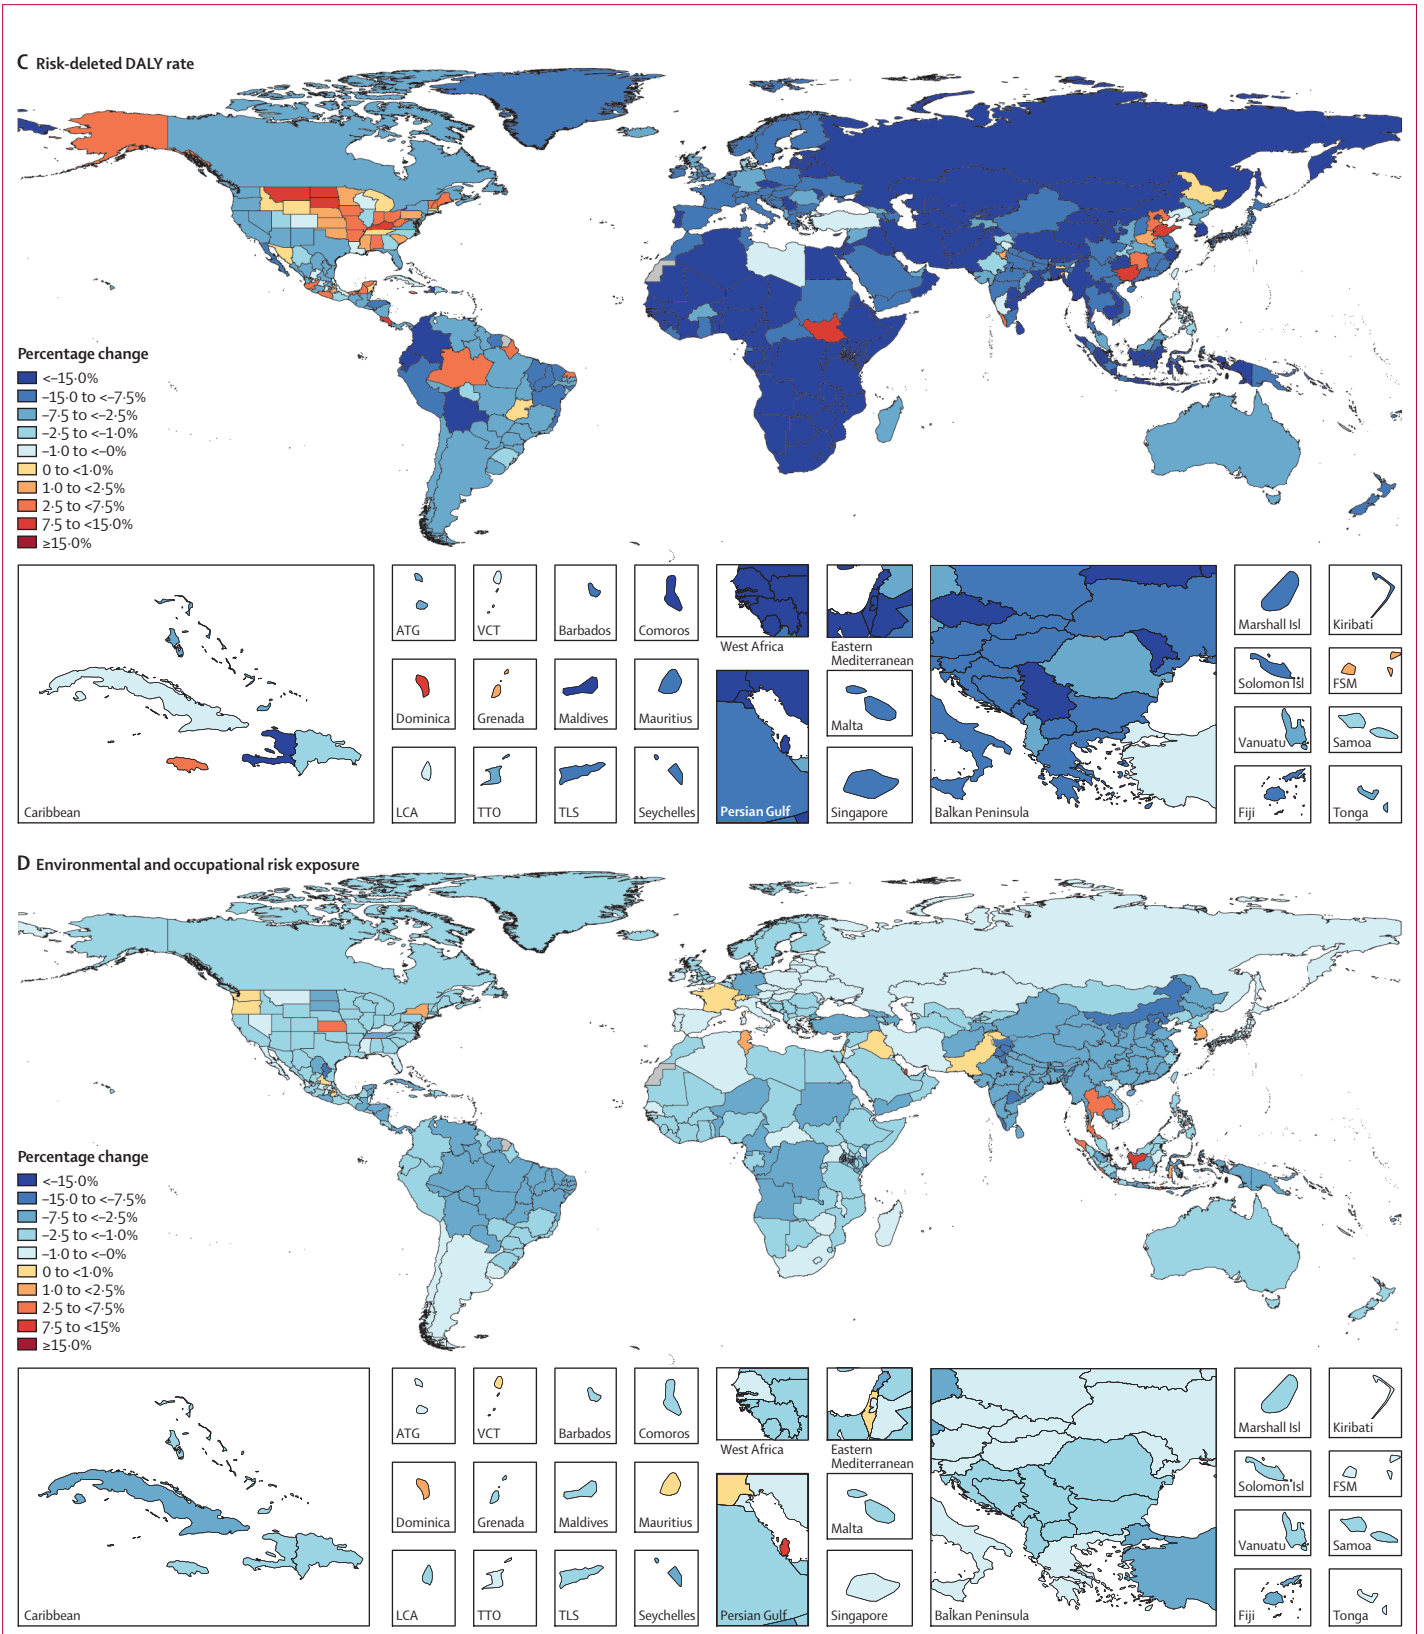 C Risk-deleted DALY rate
Percentage change
<–15·0%
–15·0 to <–7·5%
–7·5 to <–2·5%
–2·5 to <–1·0%
–1·0 to <–0%
0 to <1·0%
1·0 to <2·5%
2·5 to <7·5%
7·5 to <15·0%
≥15·0%
Caribbean
ATG
VCT
Barbados
Comoros
Dominica
Grenada
Maldives
Mauritius
LCA
TTO
TLS
Seychelles
West Africa
Eastern
Mediterranean
Persian Gulf
Malta
Singapore
Balkan Peninsula
Marshall Isl
Kiribati
Solomon Isl
FSM
Vanuatu
Samoa
Fiji
Tonga
D Environmental and occupational risk exposure
Percentage change
<–15·0%
–15·0 to <–7·5%
–7·5 to <–2·5%
–2·5 to <–1·0%
–1·0 to <–0%
0 to <1·0%
1·0 to <2·5%
2·5 to <7·5%
7·5 to <15%
≥15·0%
Caribbean
ATG
VCT
Barbados
Comoros
Dominica
Grenada
Maldives
Mauritius
LCA
TTO
TLS
Seychelles
West Africa
Eastern
Mediterranean
Persian Gulf
Malta
Singapore
Balkan Peninsula
Marshall Isl
Kiribati
Solomon Isl
FSM
Vanuatu
Samoa
Fiji
Tonga